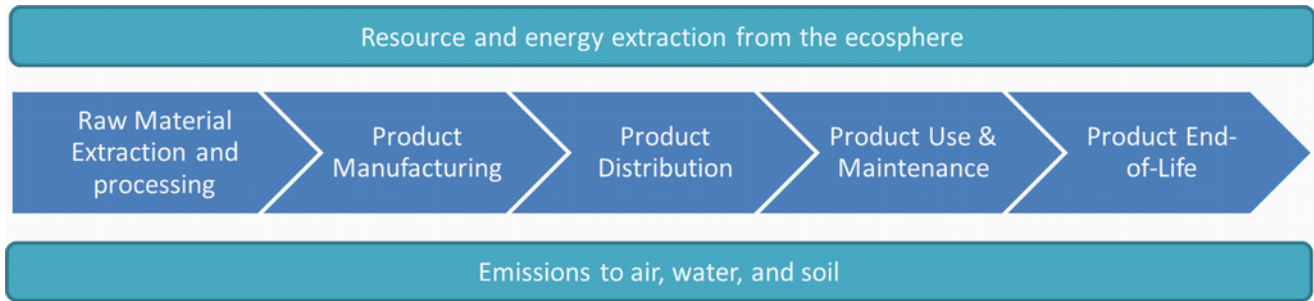 Resource and energy extraction from the ecosphere
Raw Material
Extraction and
processing
Product
Manufacturing
Product
Distribution
Product Use &
Maintenance
Product End-
of-Life
Emissions to air, water, and soil